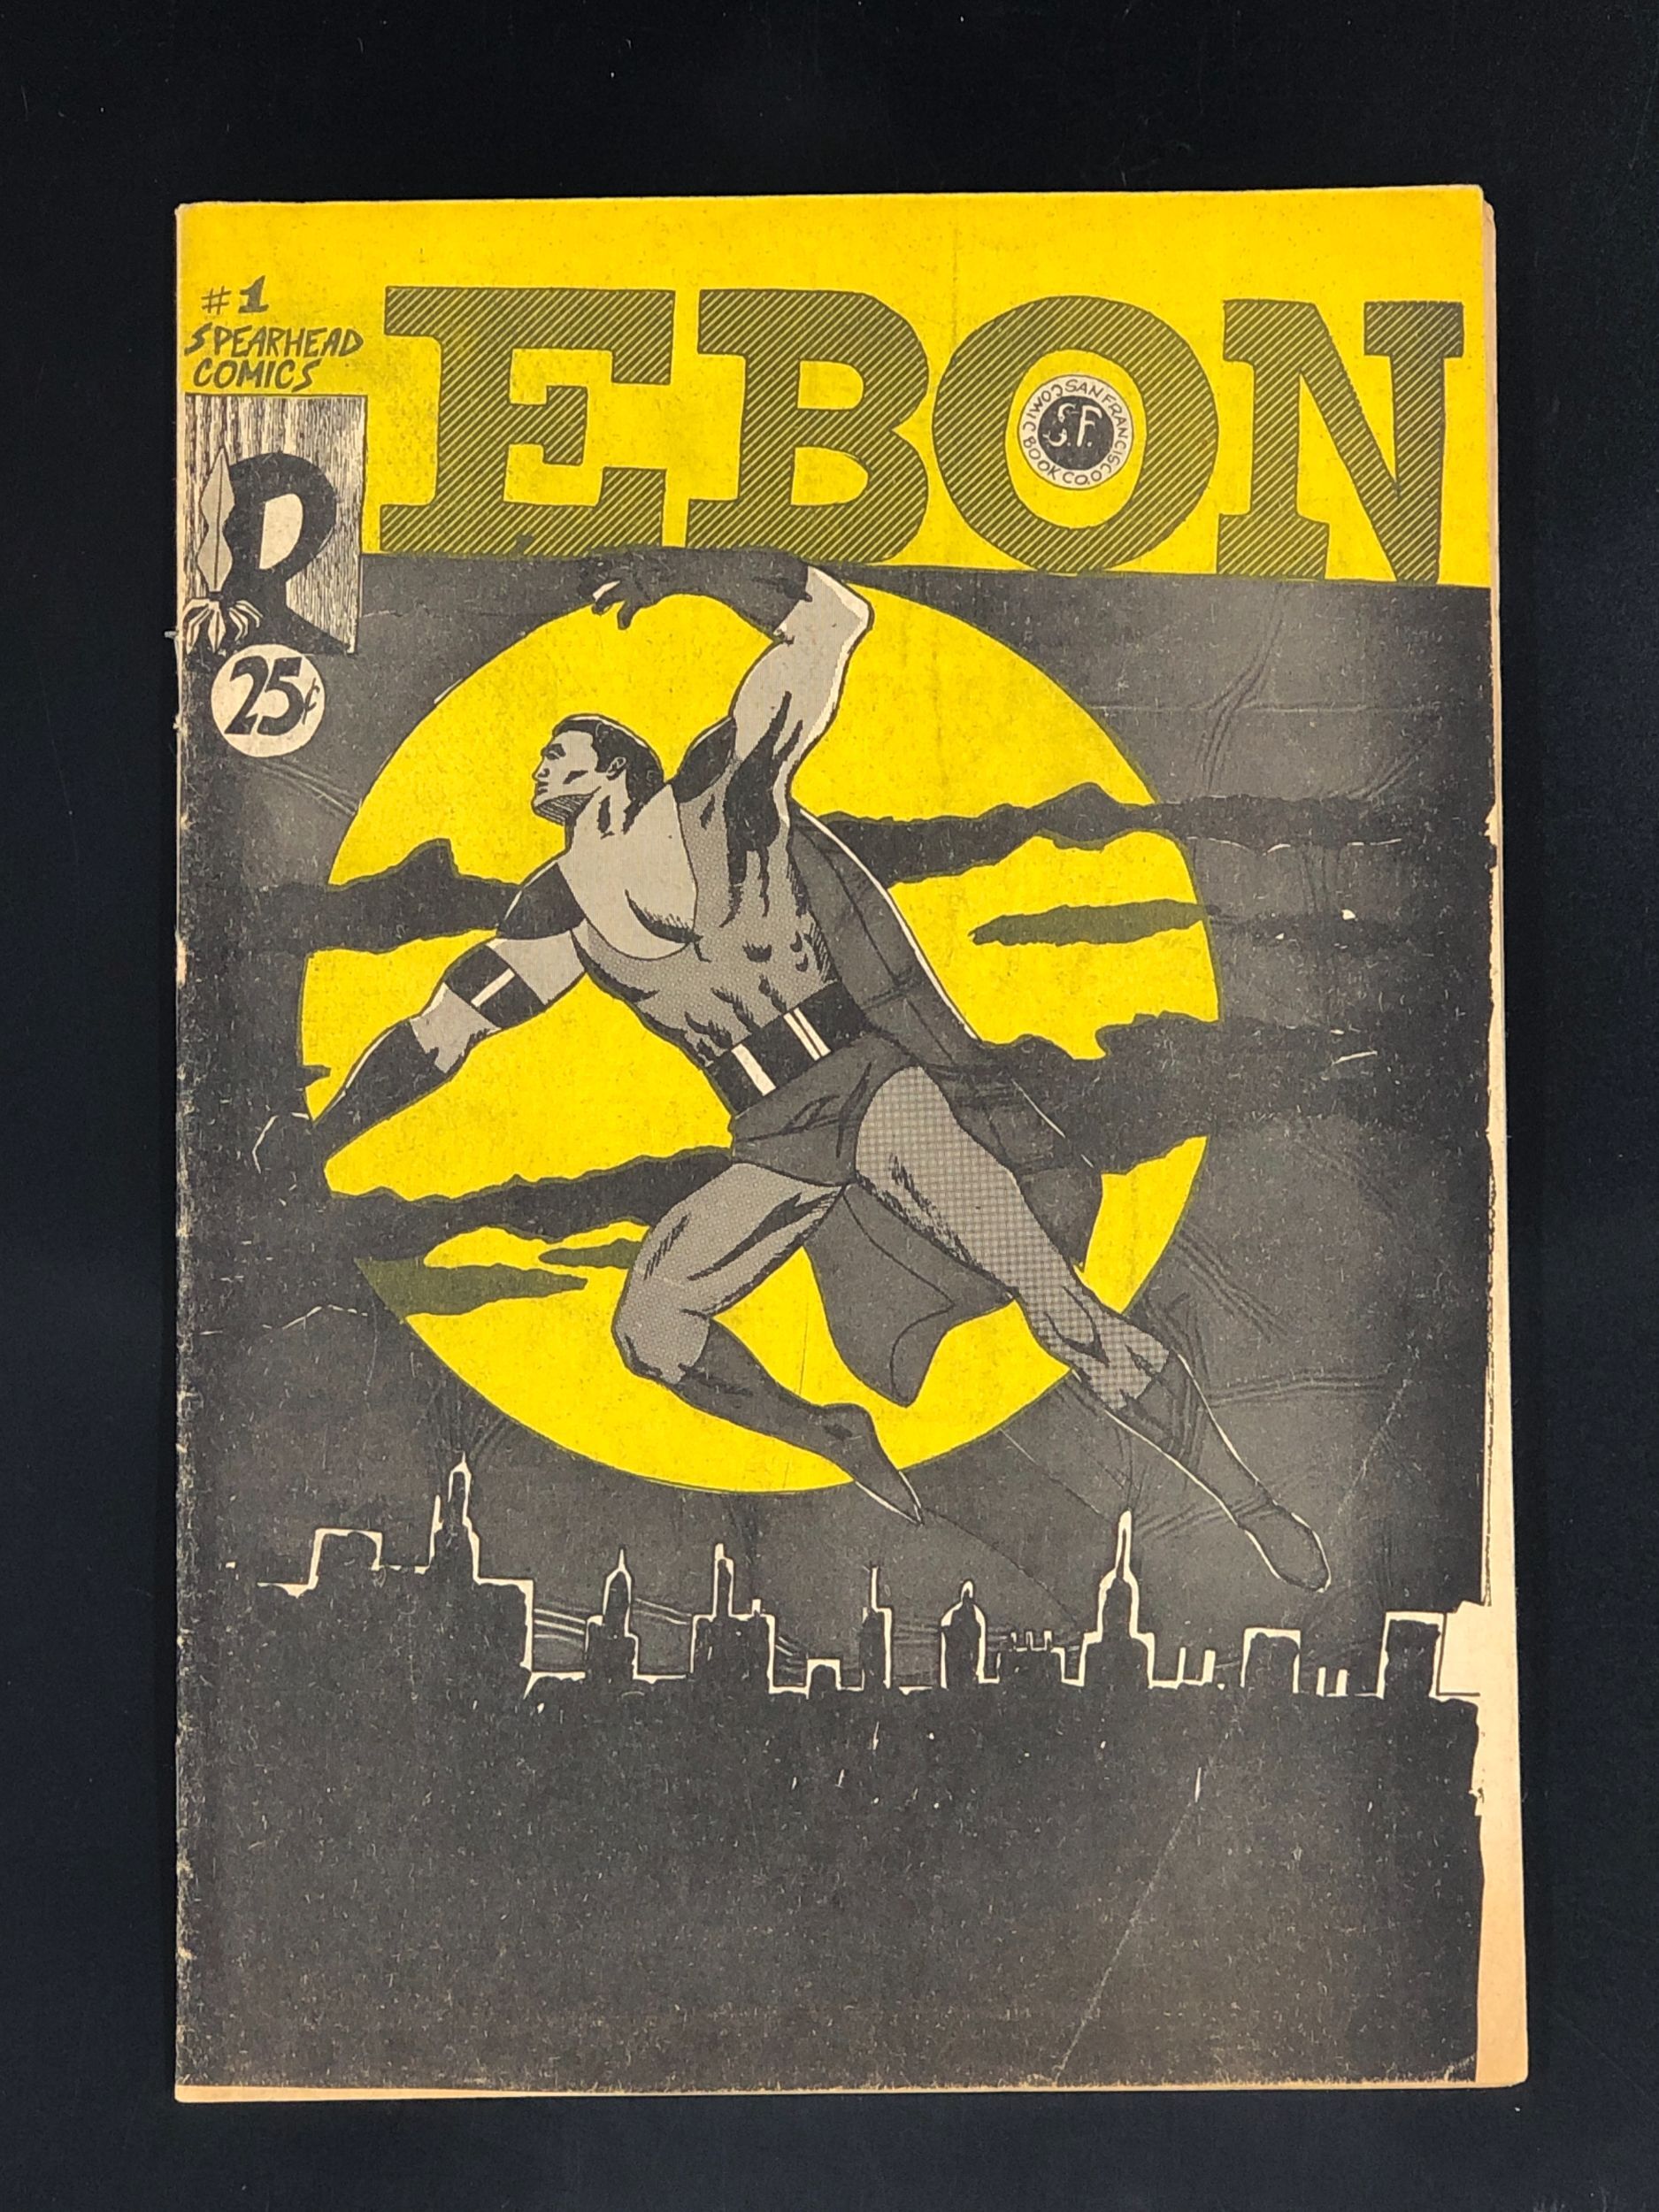 #1
SPEARHEAD
COMICS
EBON
SAN FRANCISCO COMIC BOOK CO.
S.F.
25¢